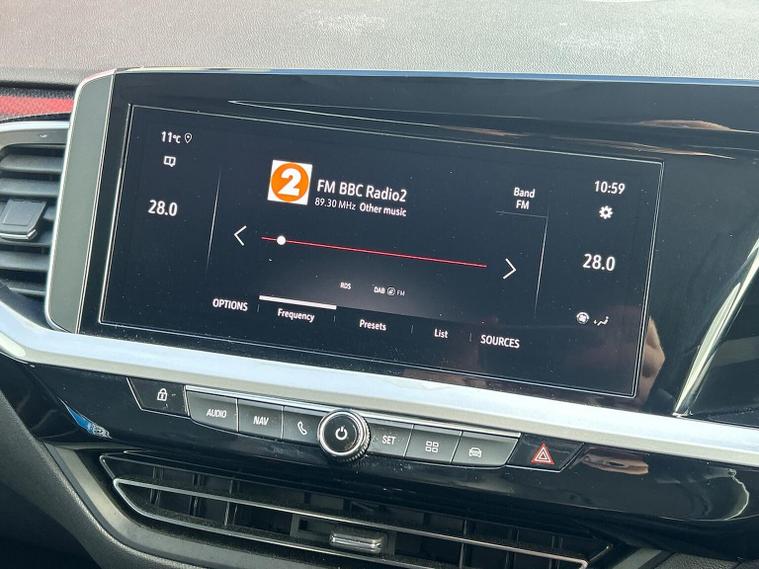 11°C
10:59
2
FM BBC Radio2
89.30 MHz Other music
Band
FM
28.0
28.0
RDS
DAB FM
OPTIONS
Frequency
Presets
List
SOURCES
AUDIO
NAV
SET